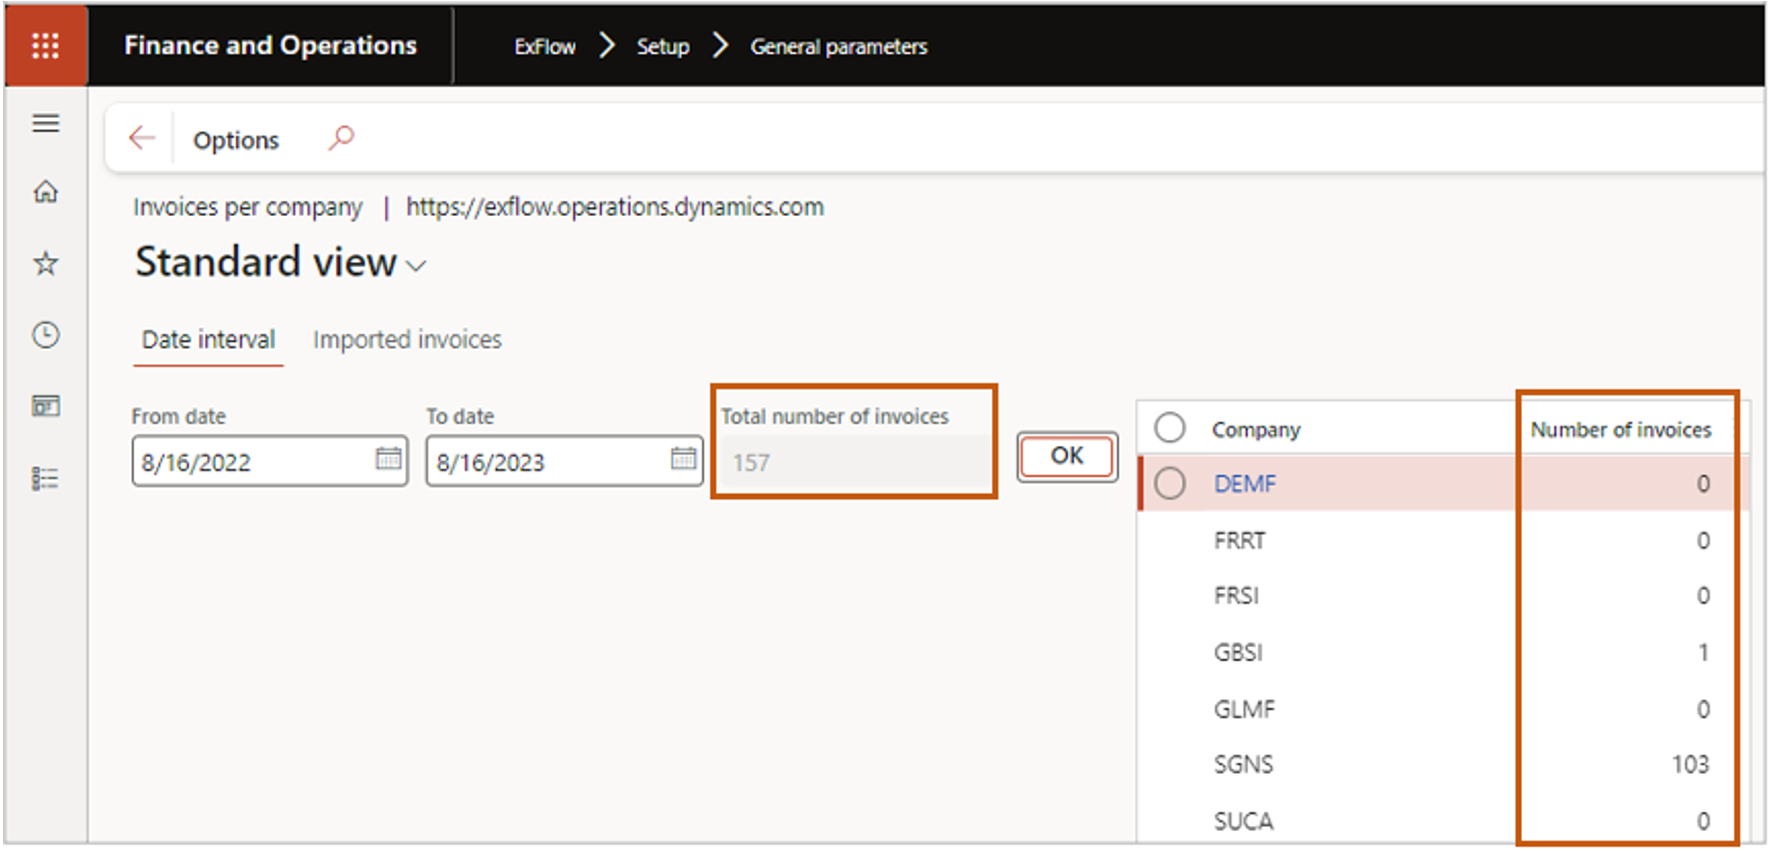 Finance and Operations
ExFlow > Setup > General parameters
Options
Invoices per company | https://exflow.operations.dynamics.com
Standard view
Date interval Imported invoices
From date To date Total number of invoices
8/16/2022 8/16/2023 157 OK
Company Number of invoices
DEMF 0
FRRT 0
FRSI 0
GBSI 1
GLMF 0
SGNS 103
SUCA 0